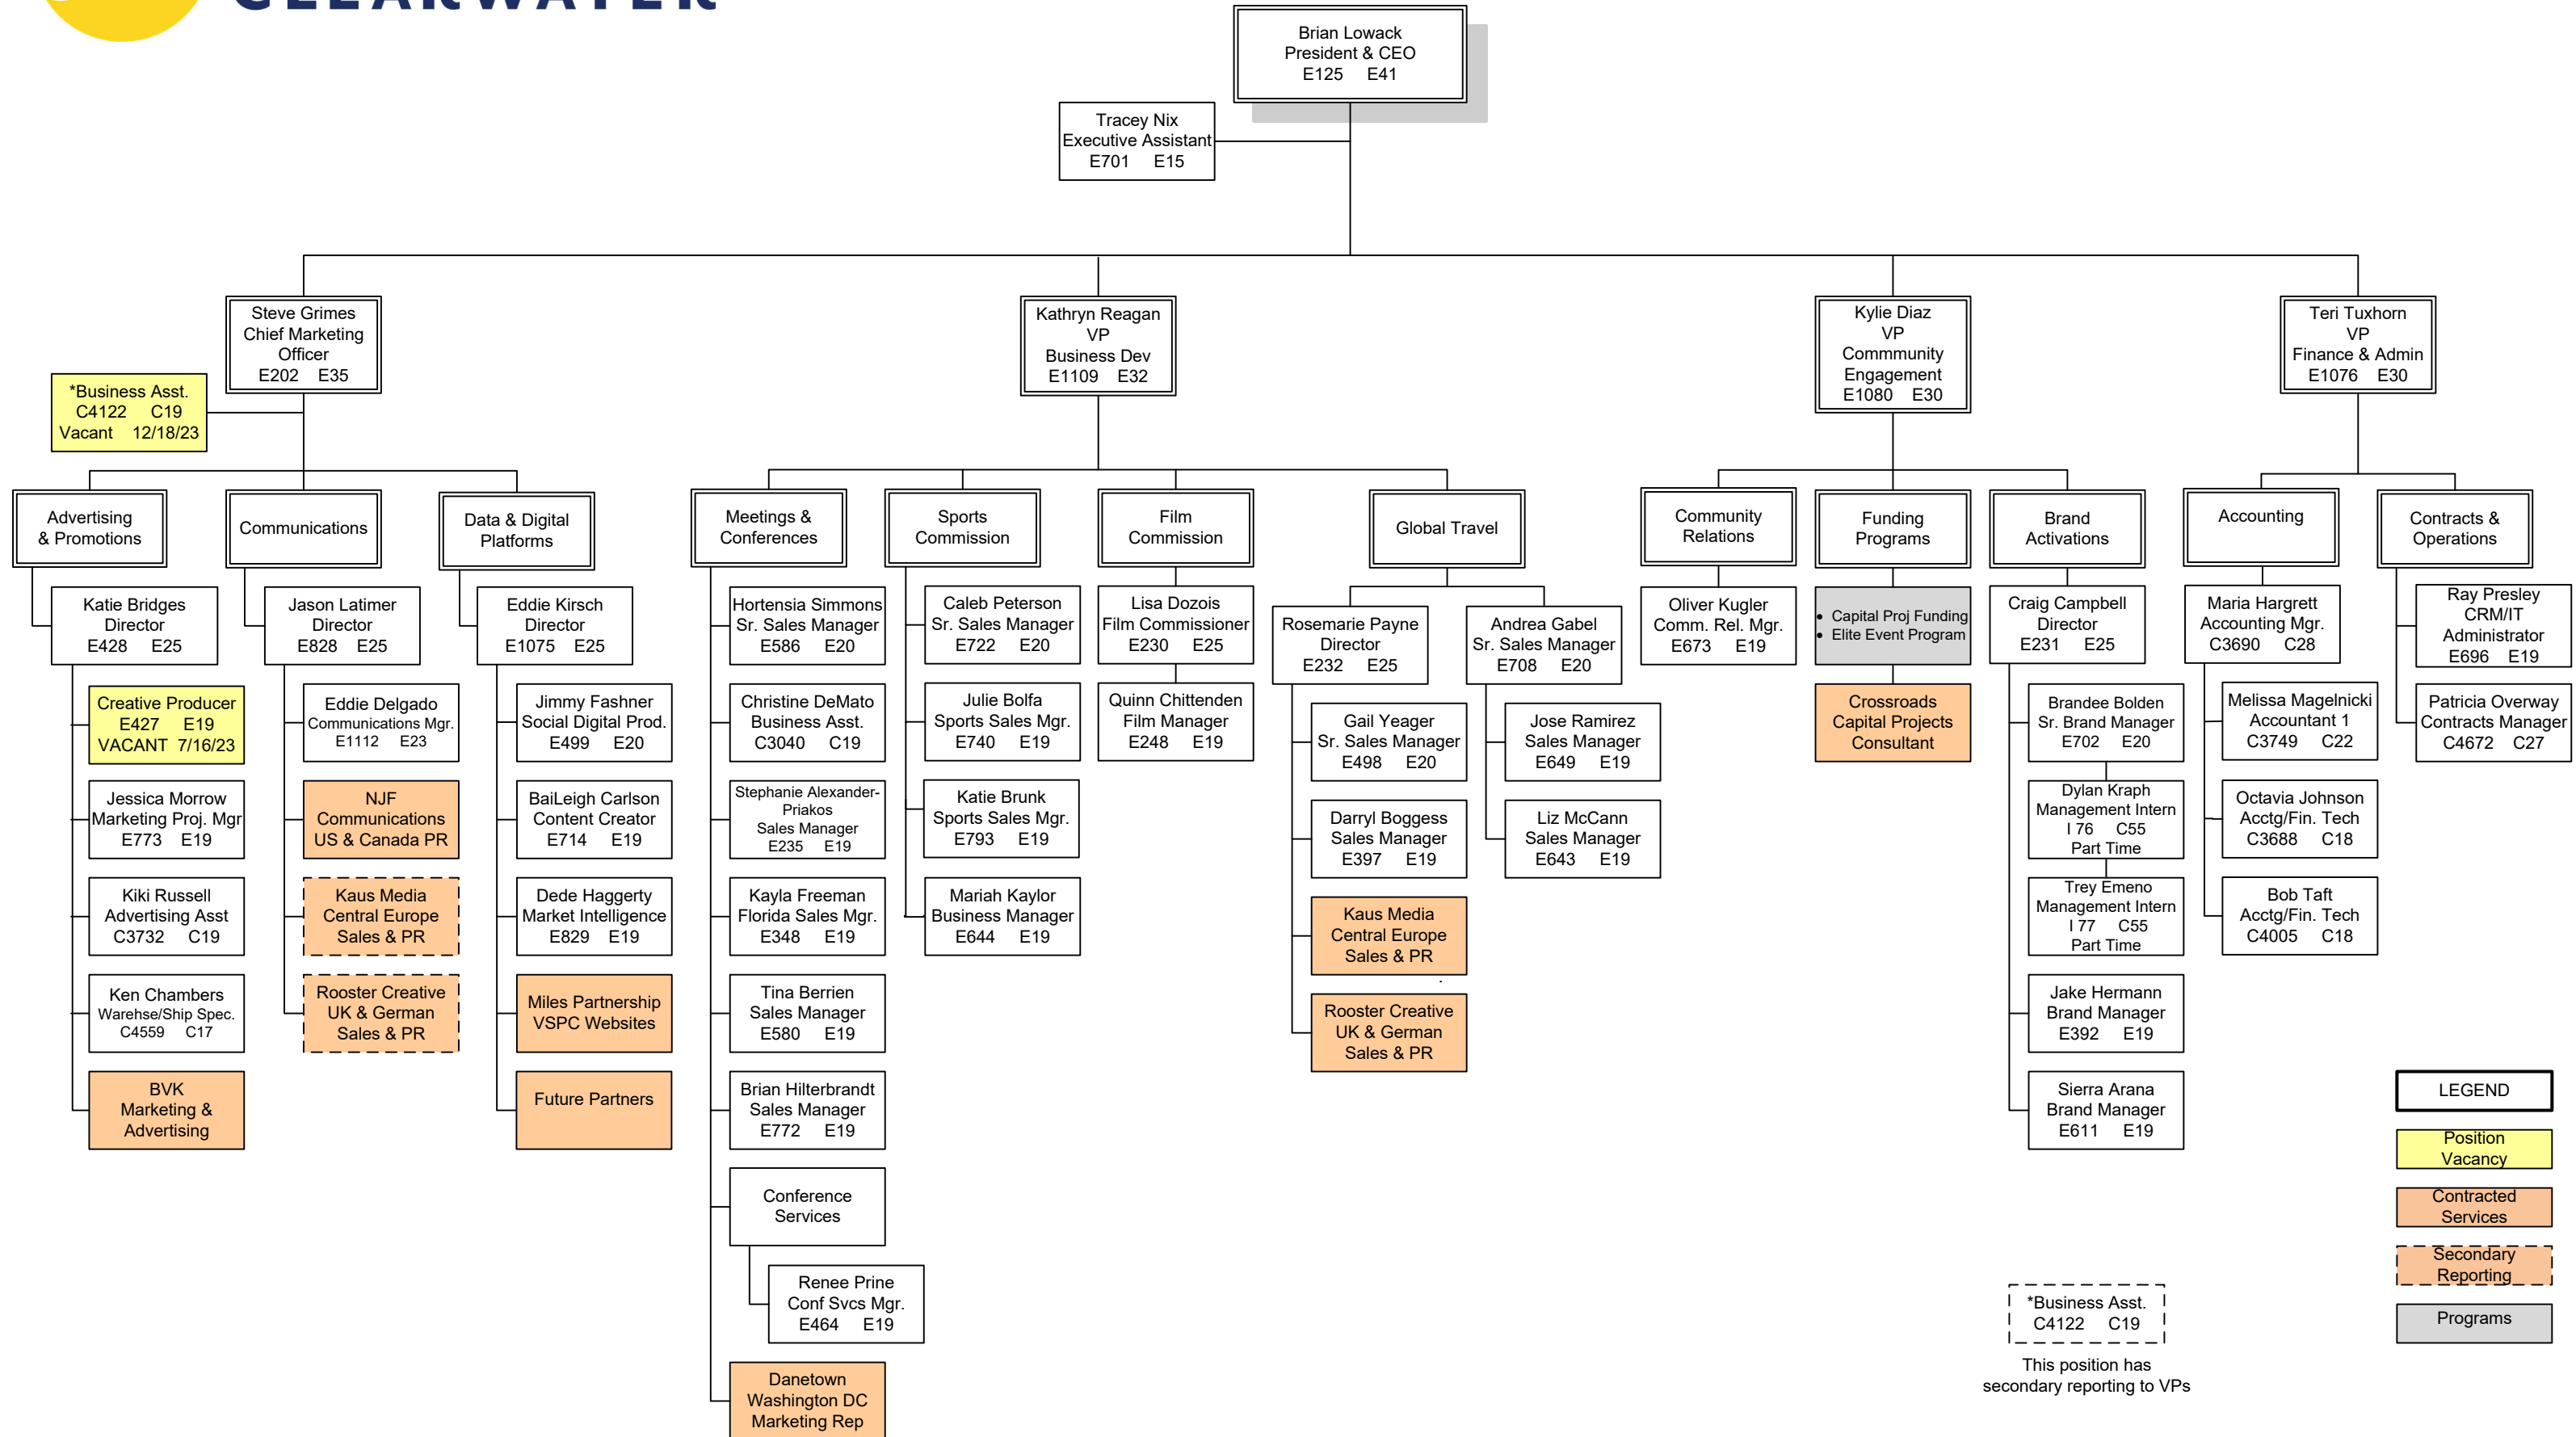 CLEARWATER
Brian Lowack
President & CEO
E125 E41
Tracey Nix
Executive Assistant
E701 E15
Steve Grimes
Chief Marketing
Officer
E202 E35
*Business Asst.
C4122 C19
Vacant 12/18/23
Kathryn Reagan
VP
Business Dev
E1109 E32
Kylie Diaz
VP
Commmunity
Engagement
E1080 E30
Teri Tuxhorn
VP
Finance & Admin
E1076 E30
Advertising
& Promotions
Katie Bridges
Director
E428 E25
Creative Producer
E427 E19
VACANT 7/16/23
Jessica Morrow
Marketing Proj. Mgr
E773 E19
Kiki Russell
Advertising Asst
C3732 C19
Ken Chambers
Warehse/Ship Spec.
C4559 C17
BVK
Marketing &
Advertising
Communications
Jason Latimer
Director
E828 E25
Eddie Delgado
Communications Mgr.
E1112 E23
NJF
Communications
US & Canada PR
Kaus Media
Central Europe
Sales & PR
Rooster Creative
UK & German
Sales & PR
Data & Digital
Platforms
Eddie Kirsch
Director
E1075 E25
Jimmy Fashner
Social Digital Prod.
E499 E20
BaiLeigh Carlson
Content Creator
E714 E19
Dede Haggerty
Market Intelligence
E829 E19
Miles Partnership
VSPC Websites
Future Partners
Meetings &
Conferences
Hortensia Simmons
Sr. Sales Manager
E586 E20
Christine DeMato
Business Asst.
C3040 C19
Stephanie Alexander-
Priakos
Sales Manager
E235 E19
Kayla Freeman
Florida Sales Mgr.
E348 E19
Tina Berrien
Sales Manager
E580 E19
Brian Hilterbrandt
Sales Manager
E772 E19
Conference
Services
Renee Prine
Conf Svcs Mgr.
E464 E19
Danetown
Washington DC
Marketing Rep
Sports
Commission
Caleb Peterson
Sr. Sales Manager
E722 E20
Julie Bolfa
Sports Sales Mgr.
E740 E19
Katie Brunk
Sports Sales Mgr.
E793 E19
Mariah Kaylor
Business Manager
E644 E19
Film
Commission
Lisa Dozois
Film Commissioner
E230 E25
Quinn Chittenden
Film Manager
E248 E19
Global Travel
Rosemarie Payne
Director
E232 E25
Gail Yeager
Sr. Sales Manager
E498 E20
Darryl Boggess
Sales Manager
E397 E19
Kaus Media
Central Europe
Sales & PR
Rooster Creative
UK & German
Sales & PR
Andrea Gabel
Sr. Sales Manager
E708 E20
Jose Ramirez
Sales Manager
E649 E19
Liz McCann
Sales Manager
E643 E19
Community
Relations
Oliver Kugler
Comm. Rel. Mgr.
E673 E19
Funding
Programs
• Capital Proj Funding
• Elite Event Program
Crossroads
Capital Projects
Consultant
Brand
Activations
Craig Campbell
Director
E231 E25
Brandee Bolden
Sr. Brand Manager
E702 E20
Dylan Kraph
Management Intern
I 76 C55
Part Time
Trey Emeno
Management Intern
I 77 C55
Part Time
Jake Hermann
Brand Manager
E392 E19
Sierra Arana
Brand Manager
E611 E19
Accounting
Maria Hargrett
Accounting Mgr.
C3690 C28
Melissa Magelnicki
Accountant 1
C3749 C22
Octavia Johnson
Acctg/Fin. Tech
C3688 C18
Bob Taft
Acctg/Fin. Tech
C4005 C18
Contracts &
Operations
Ray Presley
CRM/IT
Administrator
E696 E19
Patricia Overway
Contracts Manager
C4672 C27
LEGEND
Position
Vacancy
Contracted
Services
Secondary
Reporting
Programs
*Business Asst.
C4122 C19
This position has
secondary reporting to VPs